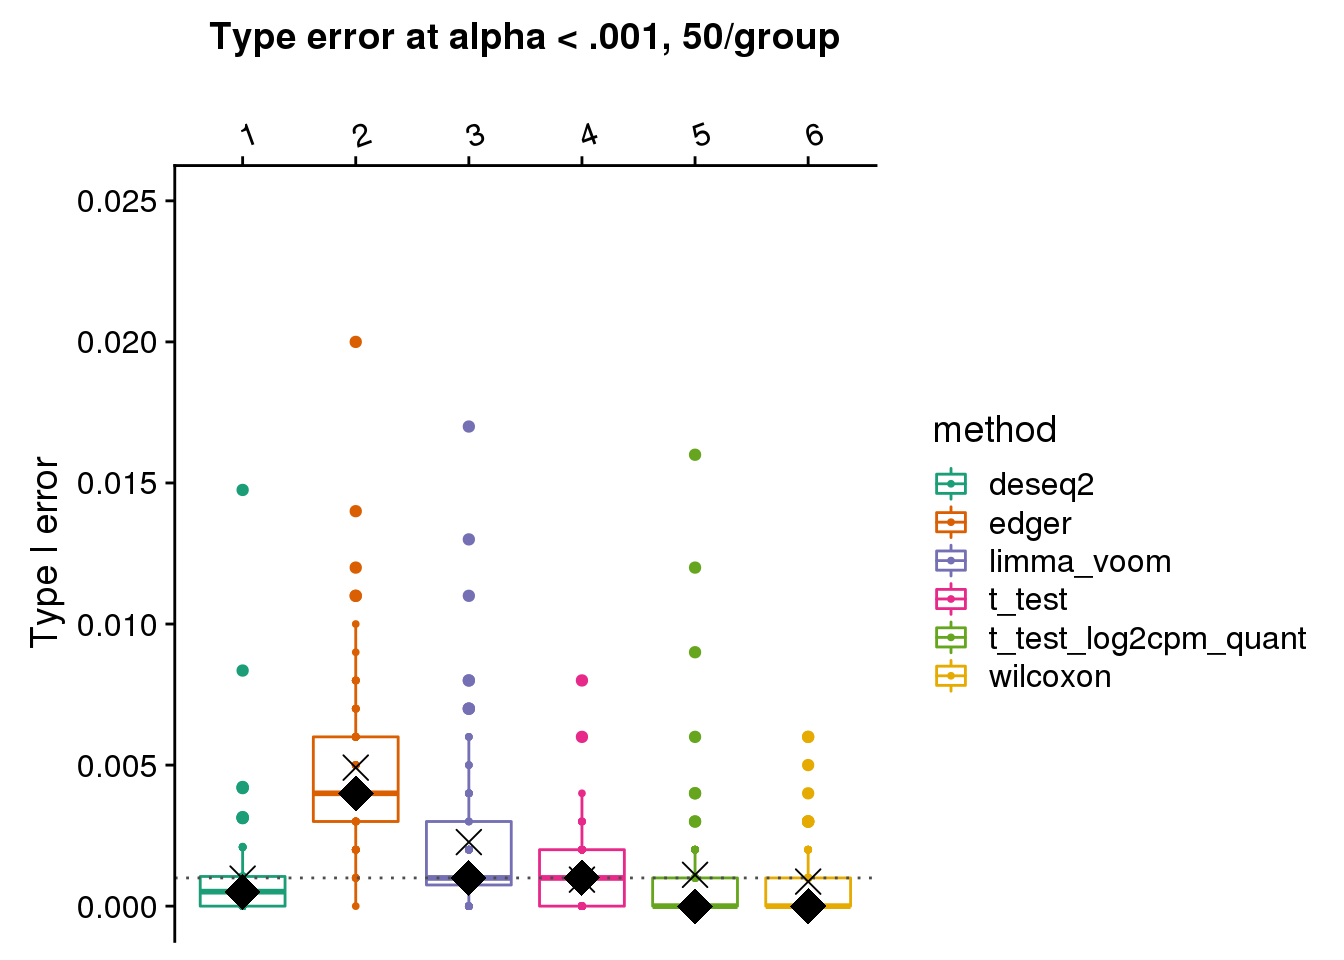 Type error at alpha < .001, 50/group
1 2 3 4 5 6
0.025
0.020
0.015
0.010
0.005
0.000
Type I error
method
deseq2
edger
limma_voom
t_test
t_test_log2cpm_quant
wilcoxon